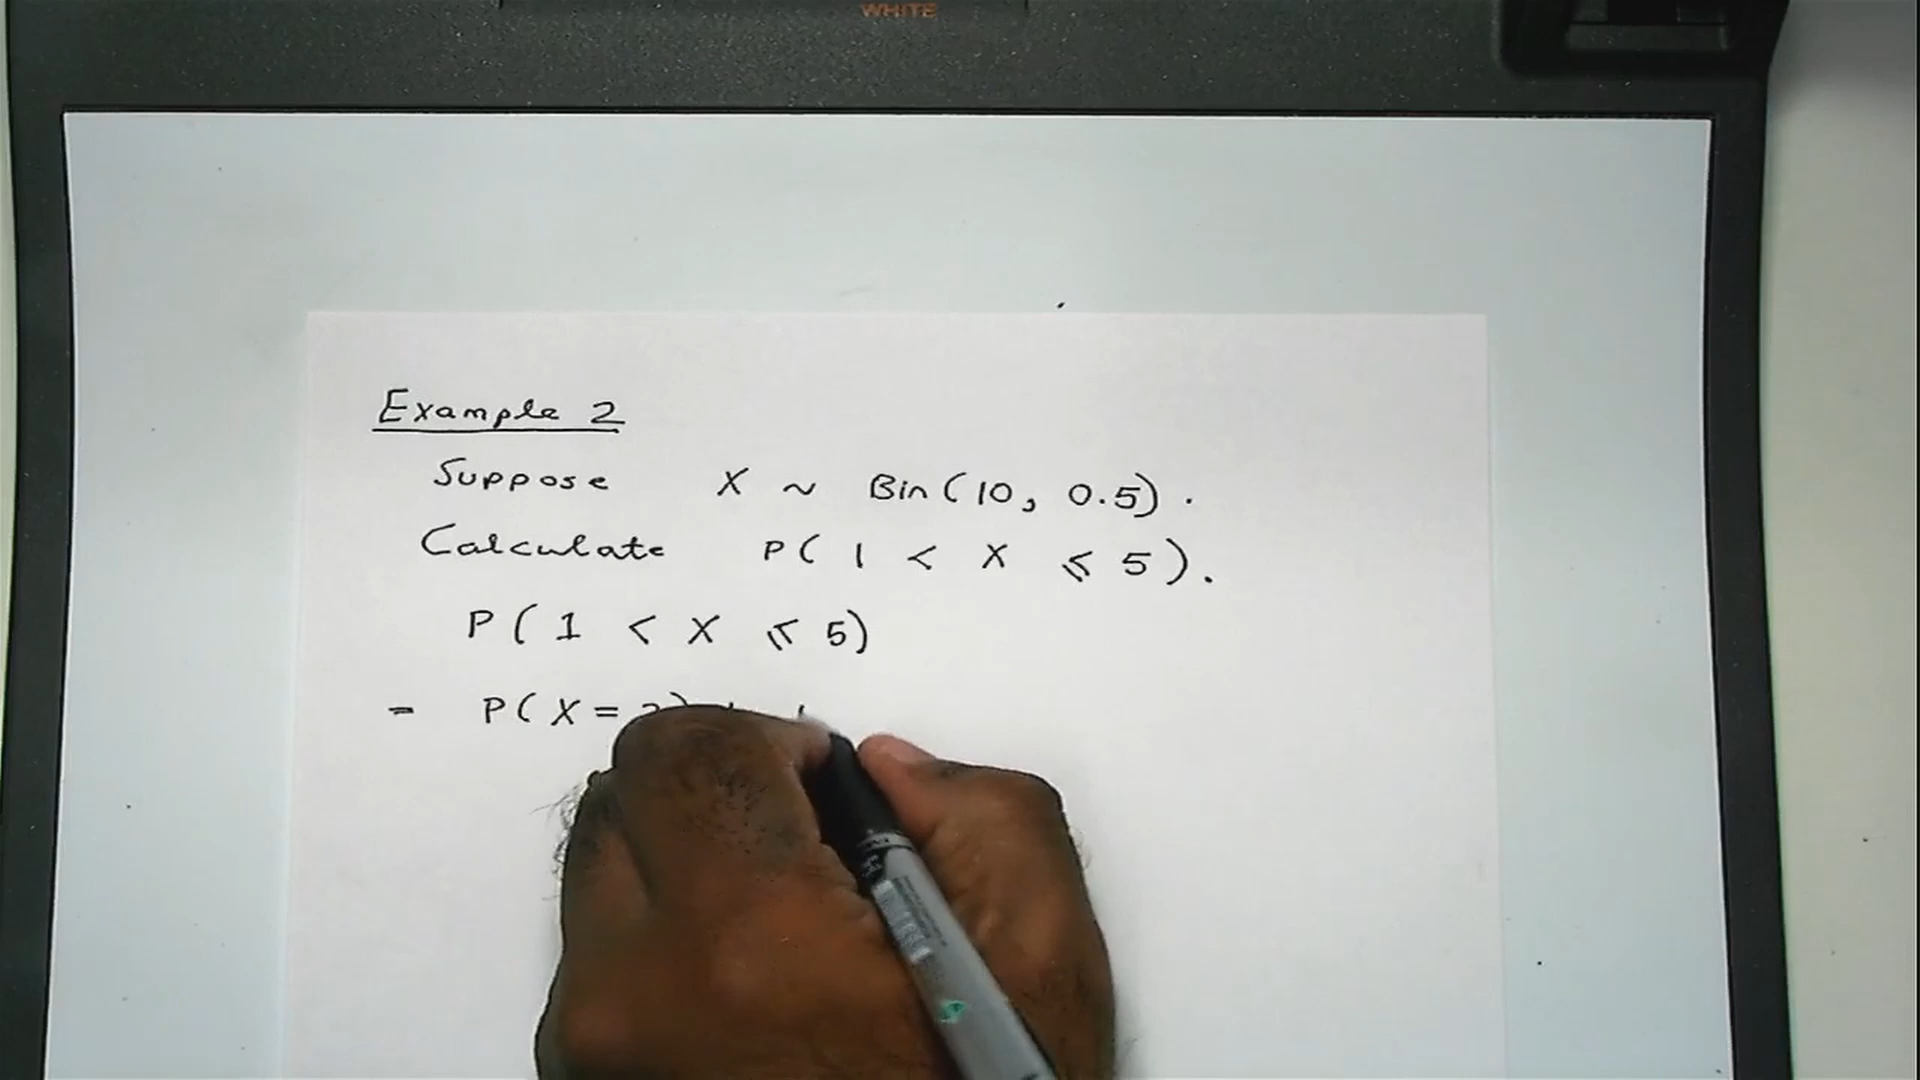 WHITE
Example 2
Suppose X ~ Bin(10, 0.5).
Calculate P( 1 < X ⩽ 5).
P( 1 < X ⩽ 5)
= P( X =